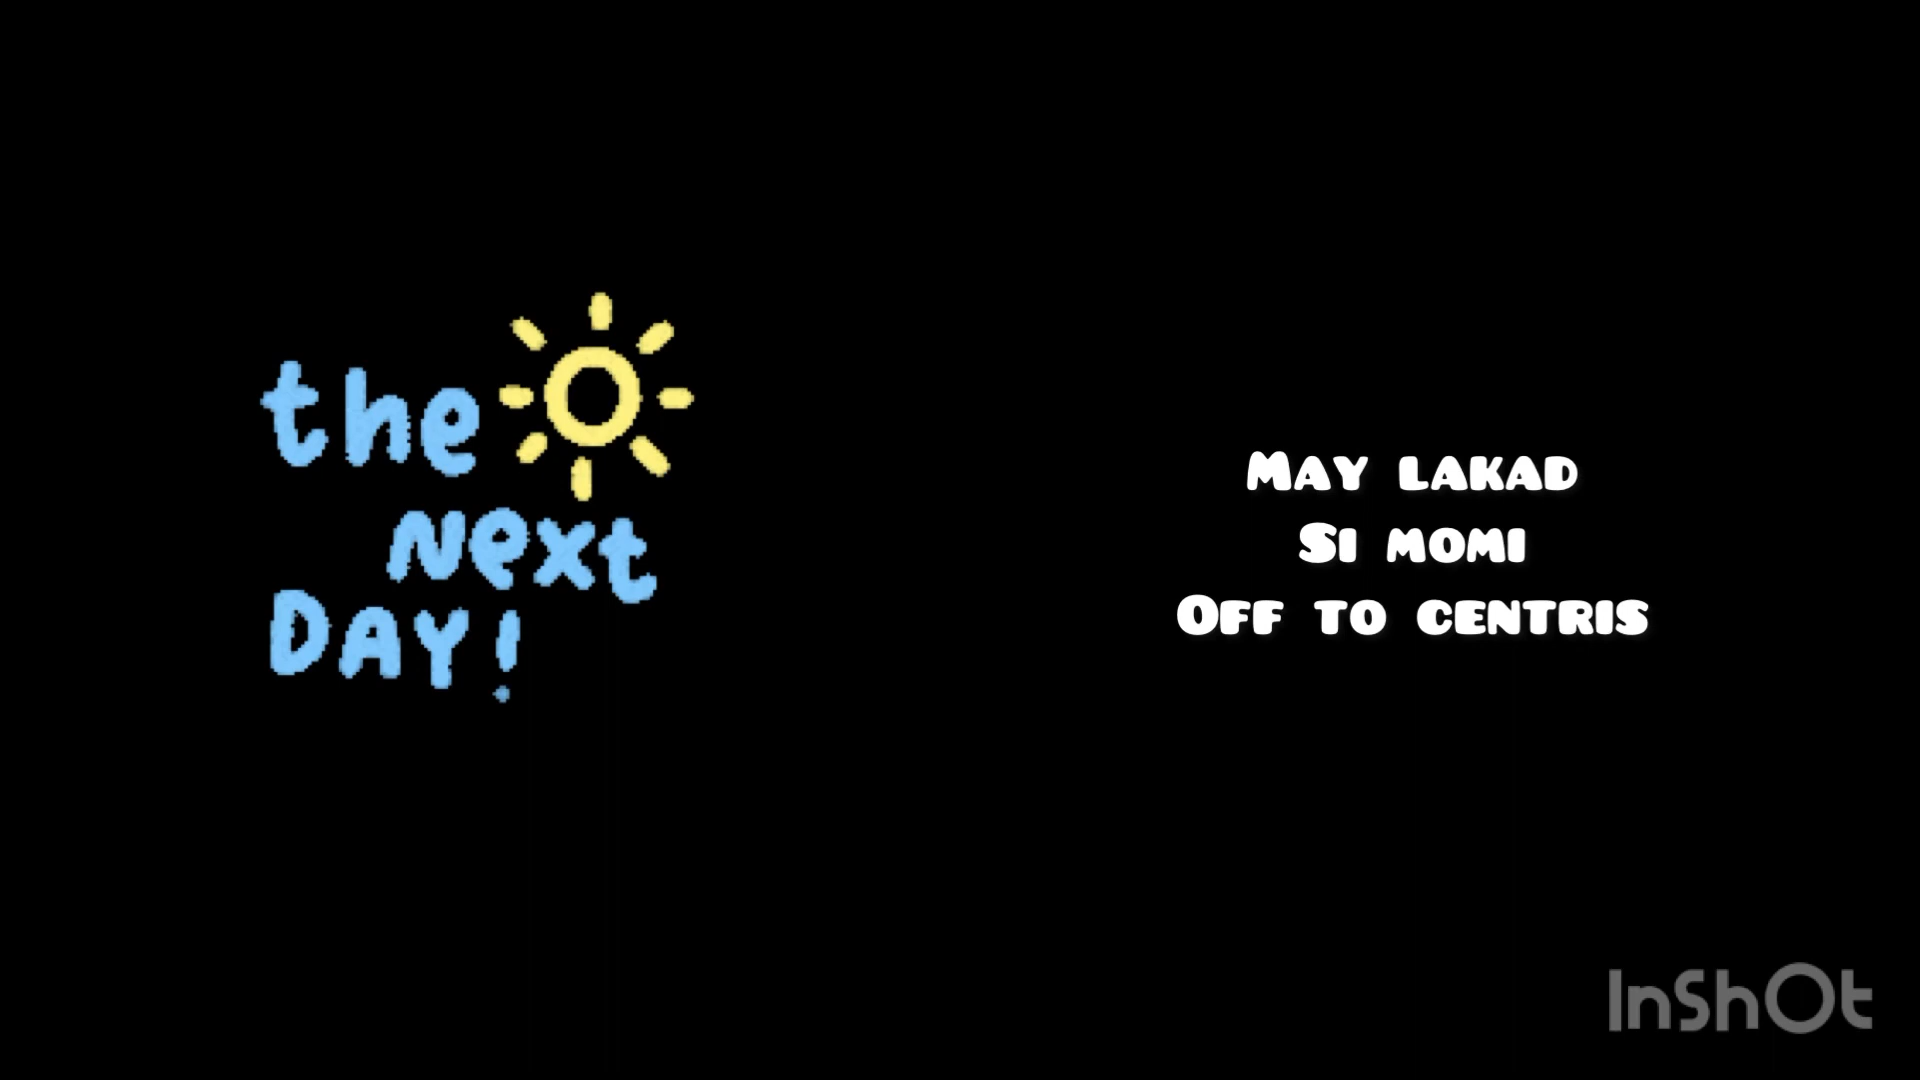 the
Next
DAY!
May lakad
Si momi
Off to centris
InShOt